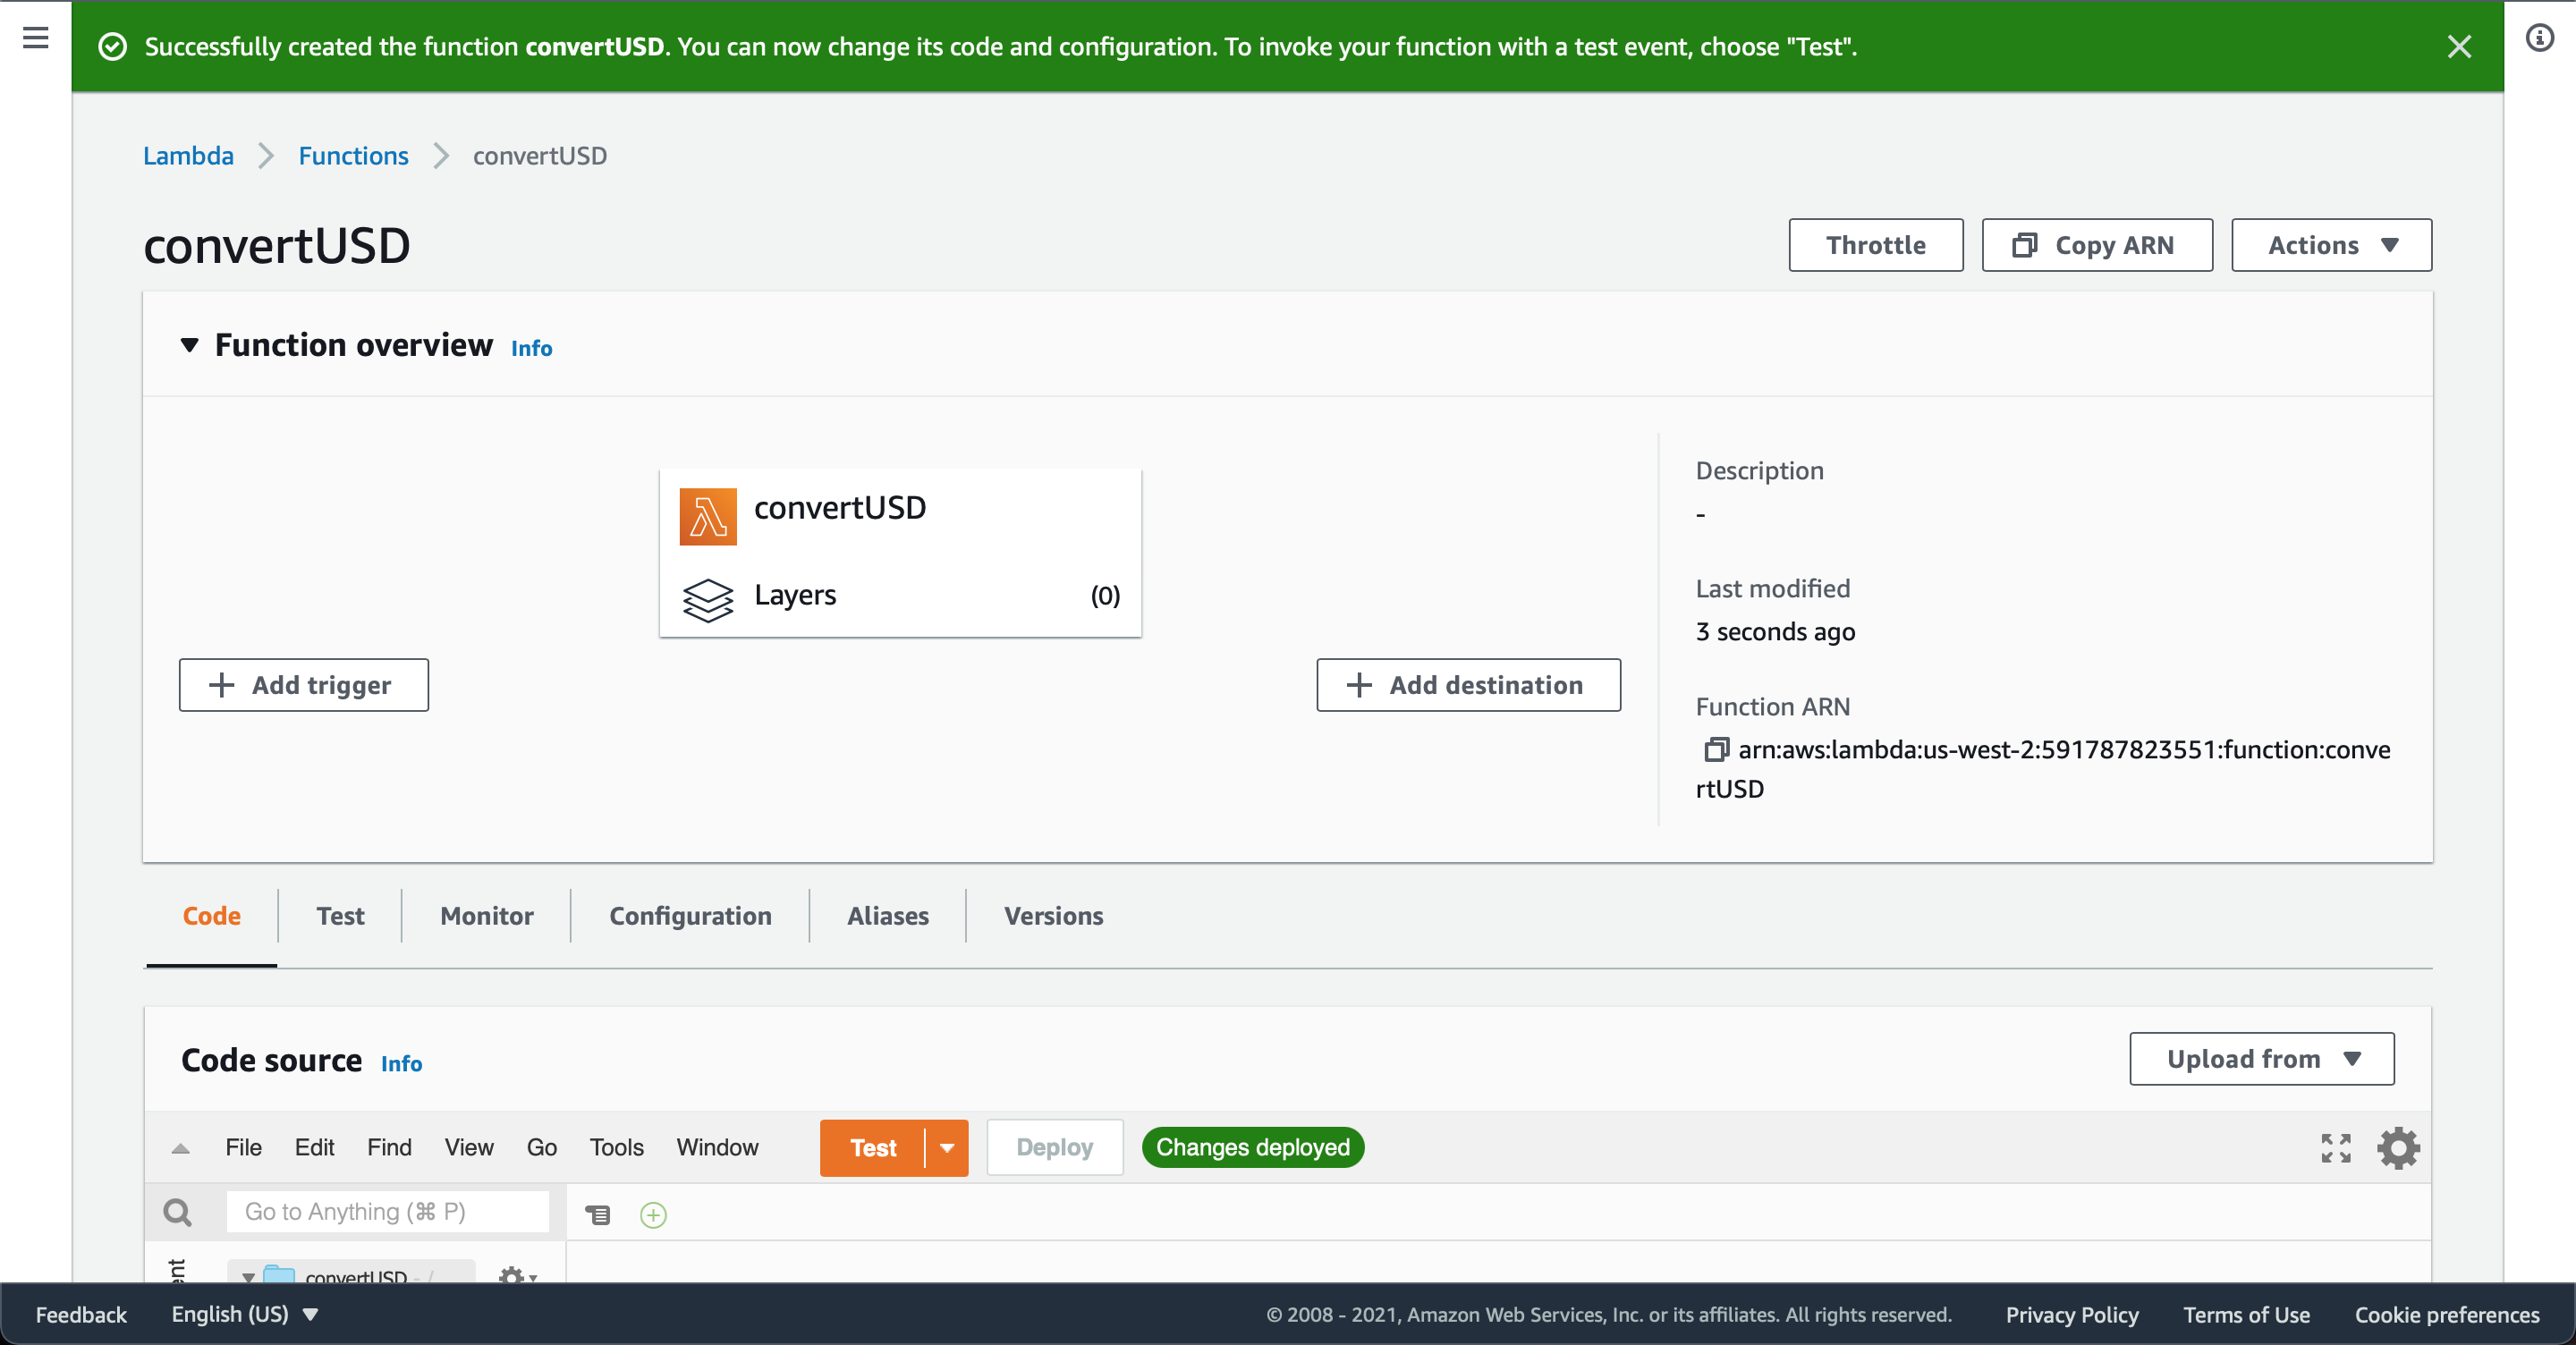 Successfully created the function convertUSD. You can now change its code and configuration. To invoke your function with a test event, choose "Test".
Lambda
Functions
convertUSD
convertUSD
Throttle
Copy ARN
Actions
Function overview Info
convertUSD
Layers
(0)
Add trigger
Add destination
Description
-
Last modified
3 seconds ago
Function ARN
arn:aws:lambda:us-west-2:591787823551:function:conve
rtUSD
Code
Test
Monitor
Configuration
Aliases
Versions
Code source Info
Upload from
File
Edit
Find
View
Go
Tools
Window
Test
Deploy
Changes deployed
Go to Anything (⌘ P)
convertUSD - /
Feedback
English (US)
© 2008 - 2021, Amazon Web Services, Inc. or its affiliates. All rights reserved.
Privacy Policy
Terms of Use
Cookie preferences